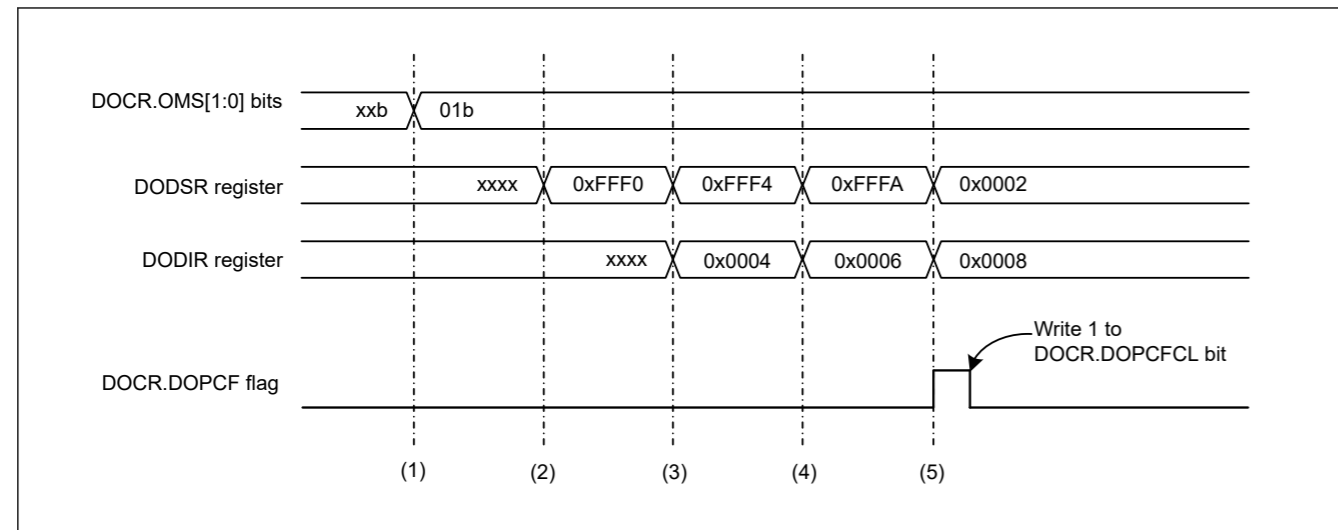 DOCR.OMS[1:0] bits
xxb
01b
DODSR register
xxxx
0xFFF0
0xFFF4
0xFFFA
0x0002
DODIR register
xxxx
0x0004
0x0006
0x0008
Write 1 to
DOCR.DOPCFCL bit
DOCR.DOPCF flag
(1)
(2)
(3)
(4)
(5)